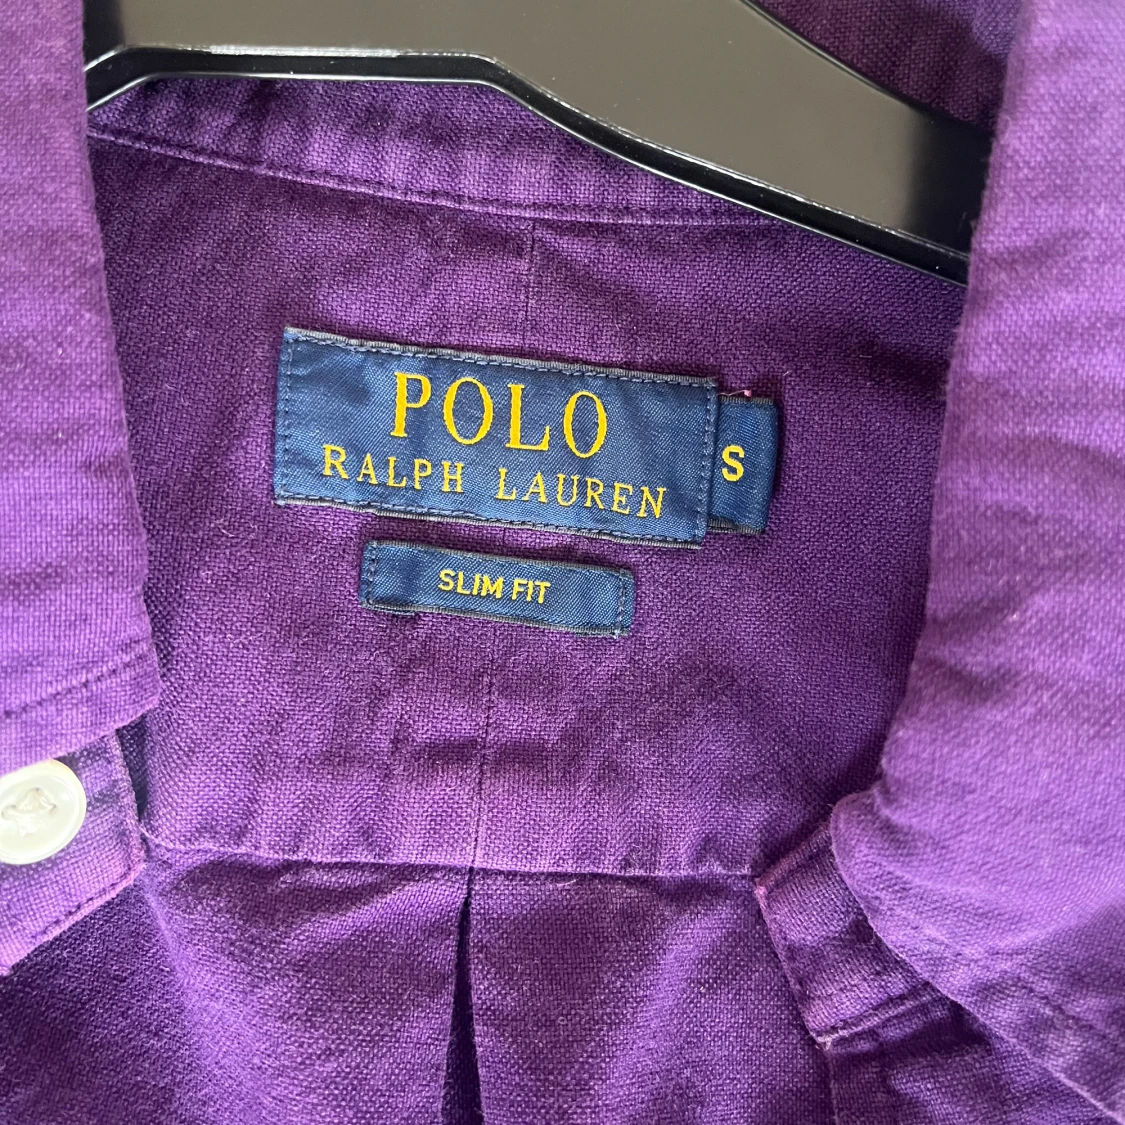 POLO
RALPH LAUREN
S
SLIM FIT